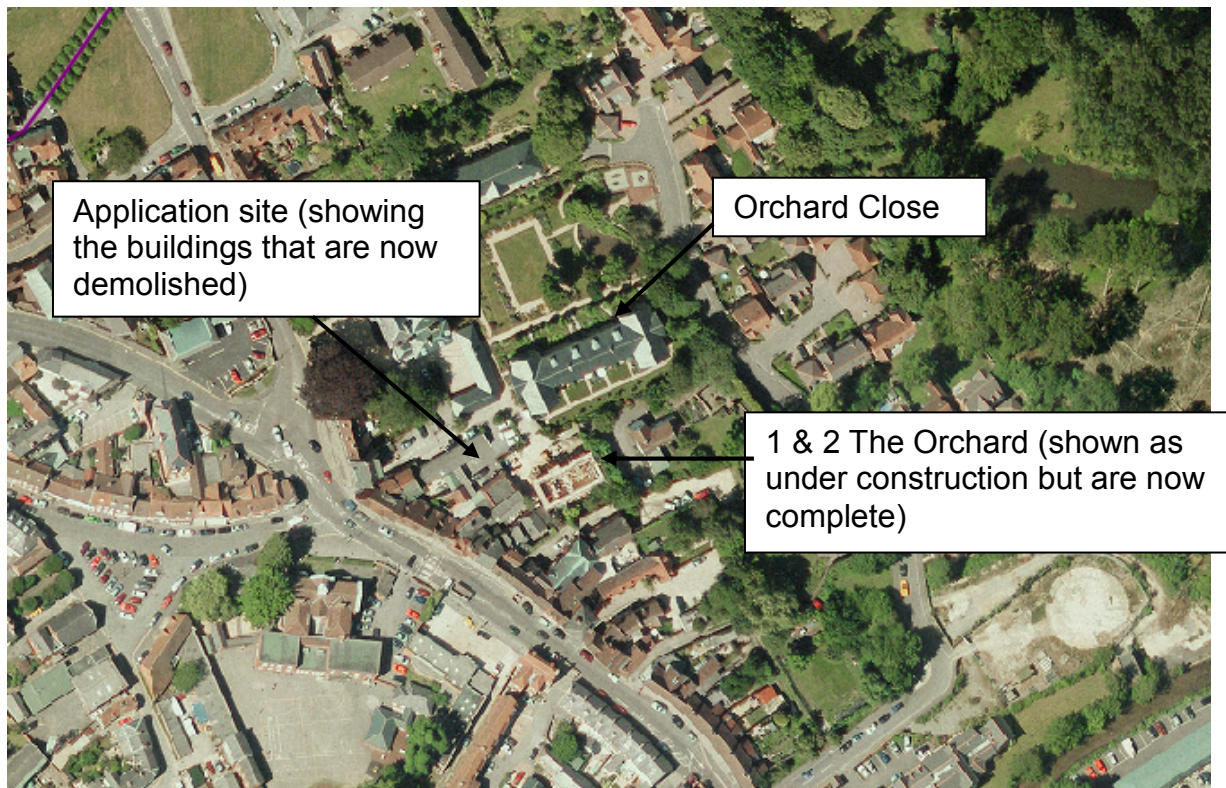 Application site (showing
the buildings that are now
demolished)
Orchard Close
1 & 2 The Orchard (shown as
under construction but are now
complete)